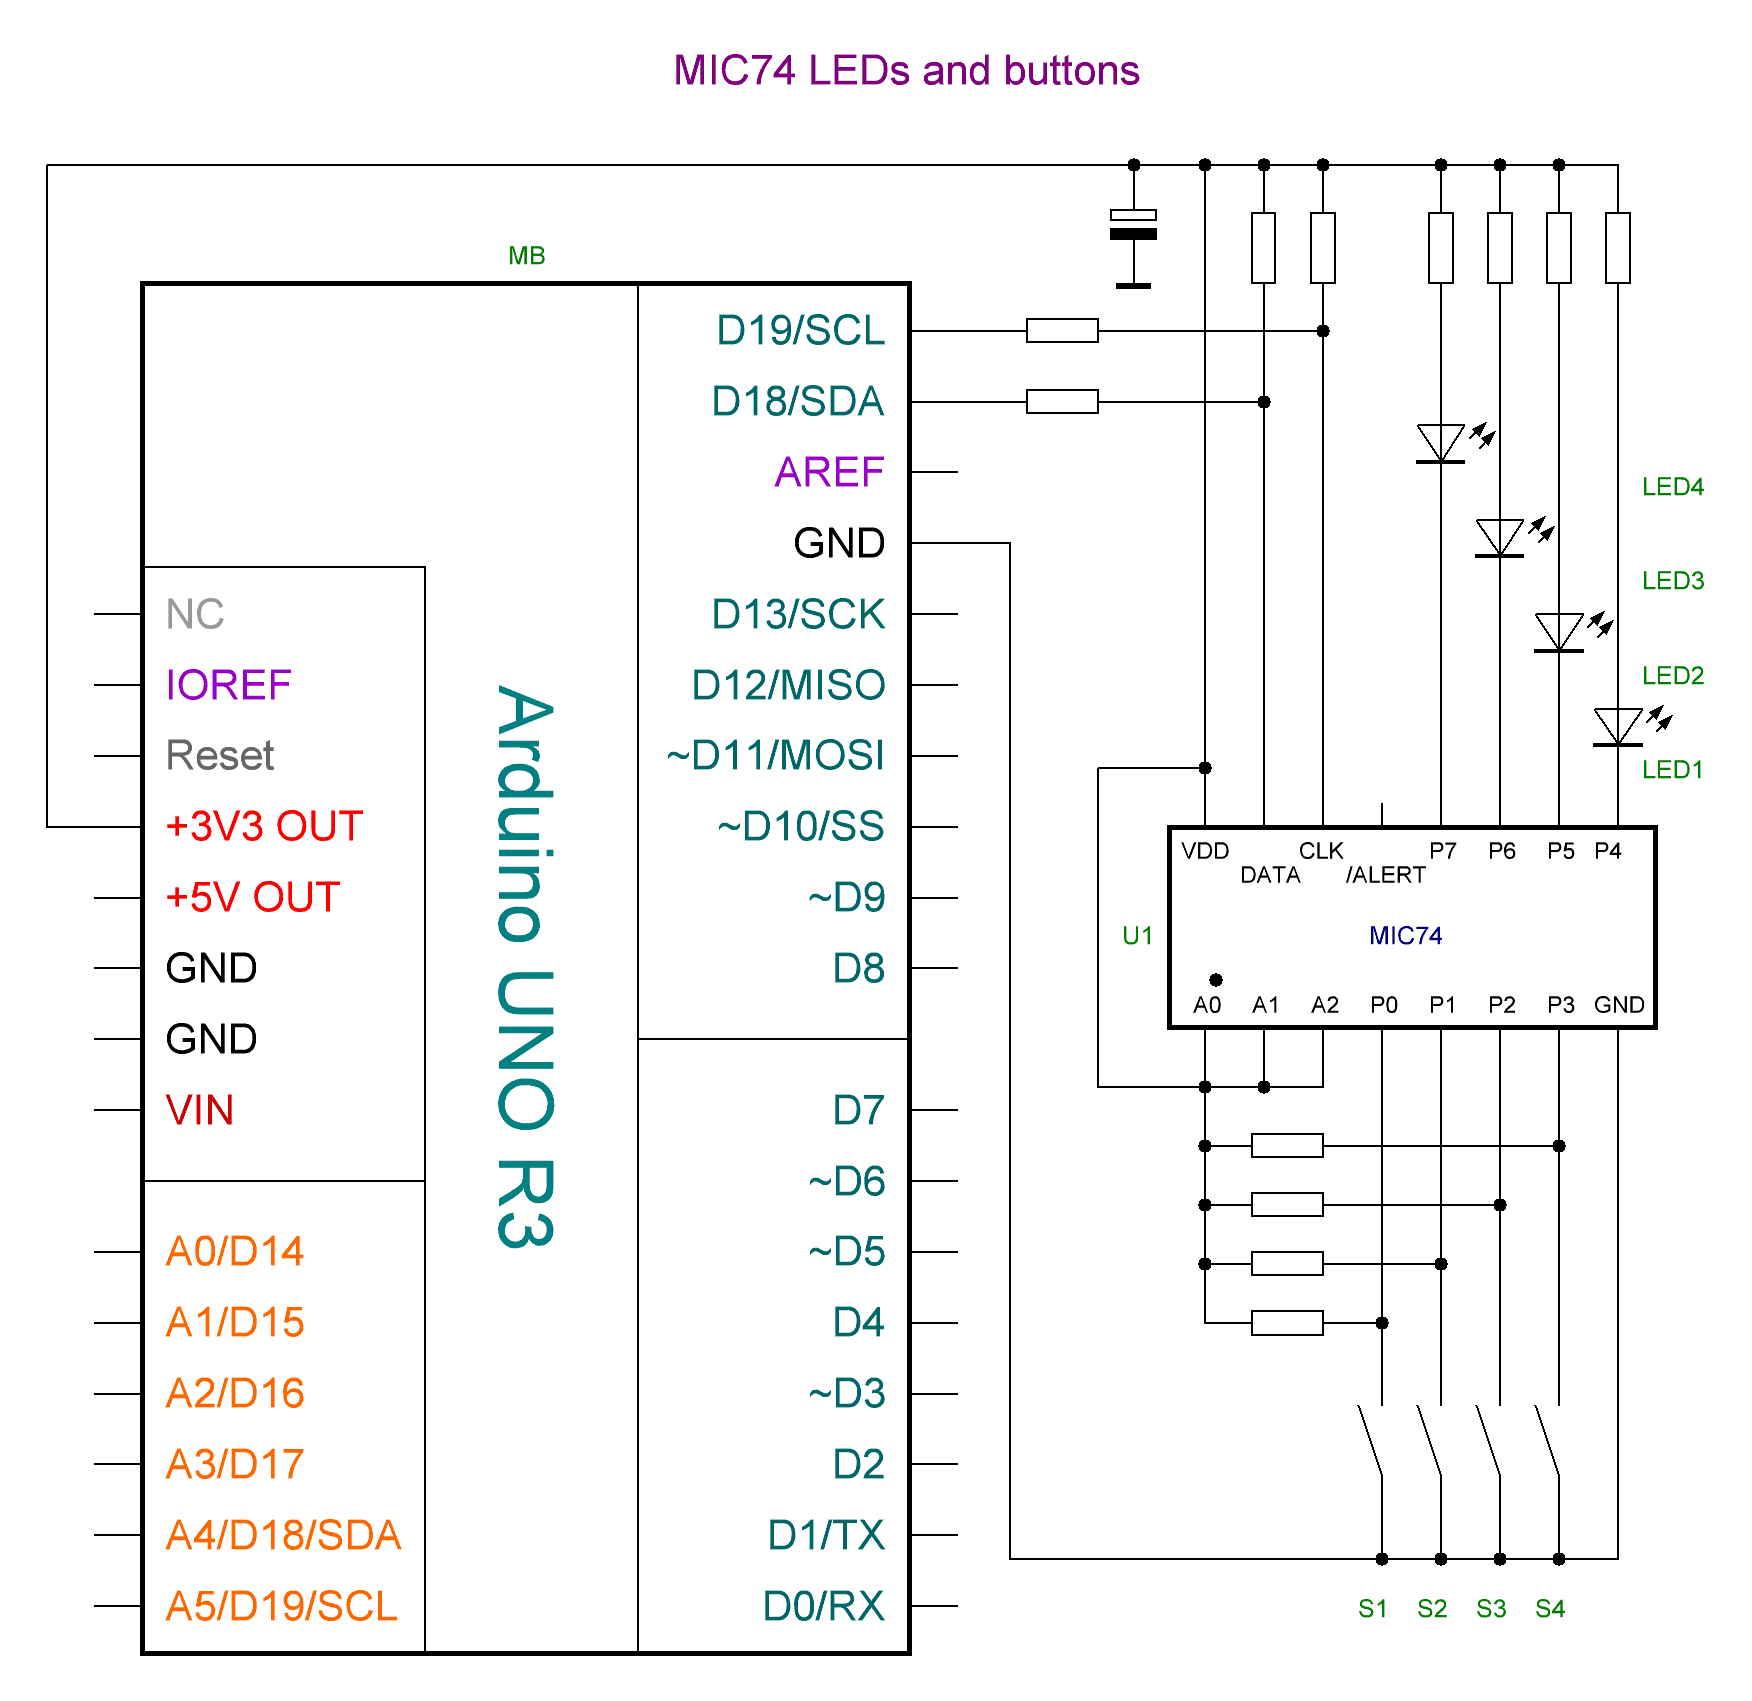 MIC74 LEDs and buttons
MB
D19/SCL
D18/SDA
AREF
GND
D13/SCK
D12/MISO
~D11/MOSI
~D10/SS
~D9
D8
D7
~D6
~D5
D4
~D3
D2
D1/TX
D0/RX
NC
IOREF
Reset
+3V3 OUT
+5V OUT
GND
GND
VIN
A0/D14
A1/D15
A2/D16
A3/D17
A4/D18/SDA
A5/D19/SCL
Arduino UNO R3
LED4
LED3
LED2
LED1
VDD CLK P7 P6 P5 P4
DATA /ALERT
U1 MIC74
A0 A1 A2 P0 P1 P2 P3 GND
S1 S2 S3 S4